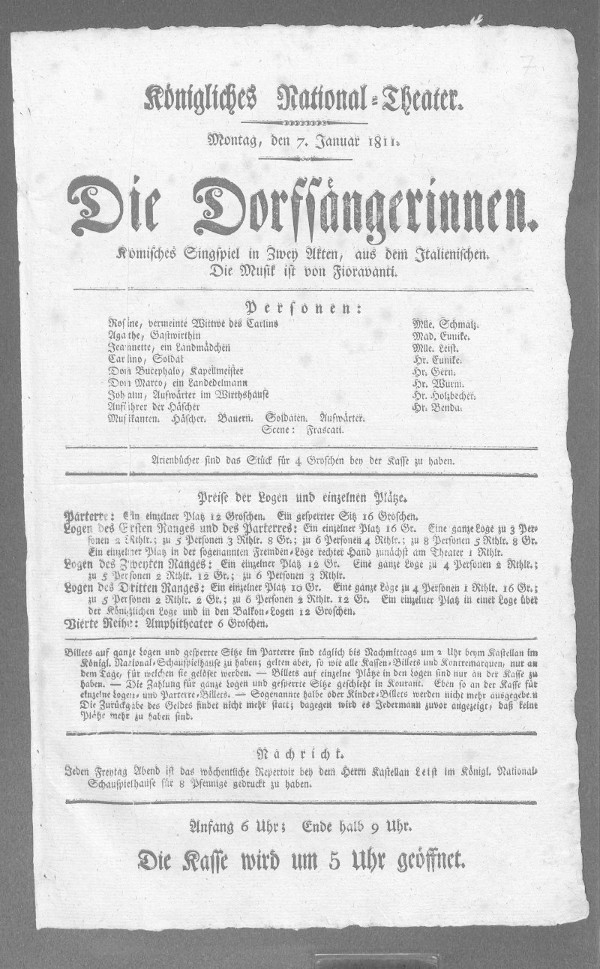 7.
Königliches National-Theater.
Montag, den 7. Januar 1811.
Die Dorfsängerinnen.
Komisches Singspiel in Zwey Akten, aus dem Italienischen.
Die Musik ist von Fioravanti.
Personen:
Rosine, vermeinte Wittwe des Carlins Mlle. Schmalz.
Agathe, Gastwirthin Mad. Eunike.
Jeannette, ein Landmädchen Mlle. Leist.
Carlino, Soldat Hr. Eunike.
Don Bucephalo, Kapellmeister Hr. Gern.
Don Marco, ein Landedelmann Hr. Wurm.
Johann, Aufwärter im Wirthshause Hr. Holzbecher.
Anführer der Häscher Hr. Benda.
Musikanten. Häscher. Bauern. Soldaten. Aufwärter.
Scene: Frascati.
Arienbücher sind das Stück für 4 Groschen bey der Kasse zu haben.
Preise der Logen und einzelnen Plätze.
Parterre: Ein einzelner Platz 12 Groschen. Ein gesperrter Sitz 16 Groschen.
Logen des Ersten Ranges und des Parterres: Ein einzelner Platz 16 Gr. Eine ganze Loge zu 3 Per-
sonen 2 Rthlr.; zu 5 Personen 3 Rthlr. 8 Gr.; zu 6 Personen 4 Rthlr.; zu 8 Personen 5 Rthlr. 8 Gr.
Ein einzelner Platz in der sogenannten Fremden-Loge rechter Hand zunächst am Theater 1 Rthlr.
Logen des Zweyten Ranges: Ein einzelner Platz 12 Gr. Eine ganze Loge zu 4 Personen 2 Rthlr.;
zu 5 Personen 2 Rthlr. 12 Gr.; zu 6 Personen 3 Rthlr.
Logen des Dritten Ranges: Ein einzelner Platz 10 Gr. Eine ganze Loge zu 4 Personen 1 Rthlr. 16 Gr.;
zu 5 Personen 2 Rthlr. 2 Gr.; zu 6 Personen 2 Rthlr. 12 Gr. Ein einzelner Platz in einer Loge über
der Königlichen Loge und in den Balkon-Logen 12 Groschen.
Vierte Reihe: Amphitheater 6 Groschen.
Billets auf ganze Logen und gesperrte Sitze im Parterre sind täglich bis Nachmittags um 2 Uhr beym Kastellan im
Königl. National-Schauspielhause zu haben; gelten aber, so wie alle Kassen-Billets und Kontremarquen, nur an
dem Tage, für welchen sie gelöset werden. — Billets auf einzelne Plätze in den Logen sind nur an der Kasse zu
haben. — Die Zahlung für ganze Logen und gesperrte Sitze geschieht in Kourant. Eben so an der Kasse für
einzelne Logen- und Parterre-Billets. — Sogenannte halbe oder Kinder-Billets werden nicht mehr ausgegeben
Die Zurückgabe des Geldes findet nicht mehr statt; dagegen wird es Jedermann zuvor angezeigt, daß keine
Plätze mehr zu haben sind.
Nachricht.
Jeden Freytag Abend ist das wöchentliche Repertoir bey dem Herrn Kastellan Leist im Königl. National-
Schauspielhause für 8 Pfennige gedruckt zu haben.
Anfang 6 Uhr; Ende halb 9 Uhr.
Die Kasse wird um 5 Uhr geöffnet.